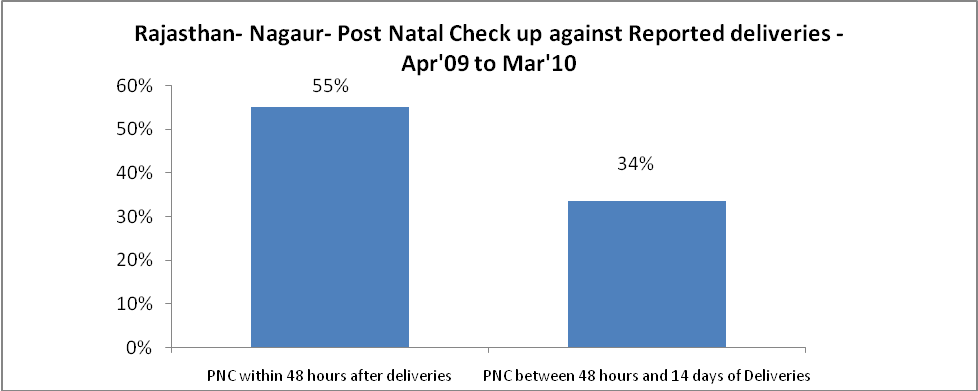 Rajasthan- Nagaur- Post Natal Check up against Reported deliveries -
Apr'09 to Mar'10
60%
50%
40%
30%
20%
10%
0%
55%
34%
PNC within 48 hours after deliveries
PNC between 48 hours and 14 days of Deliveries